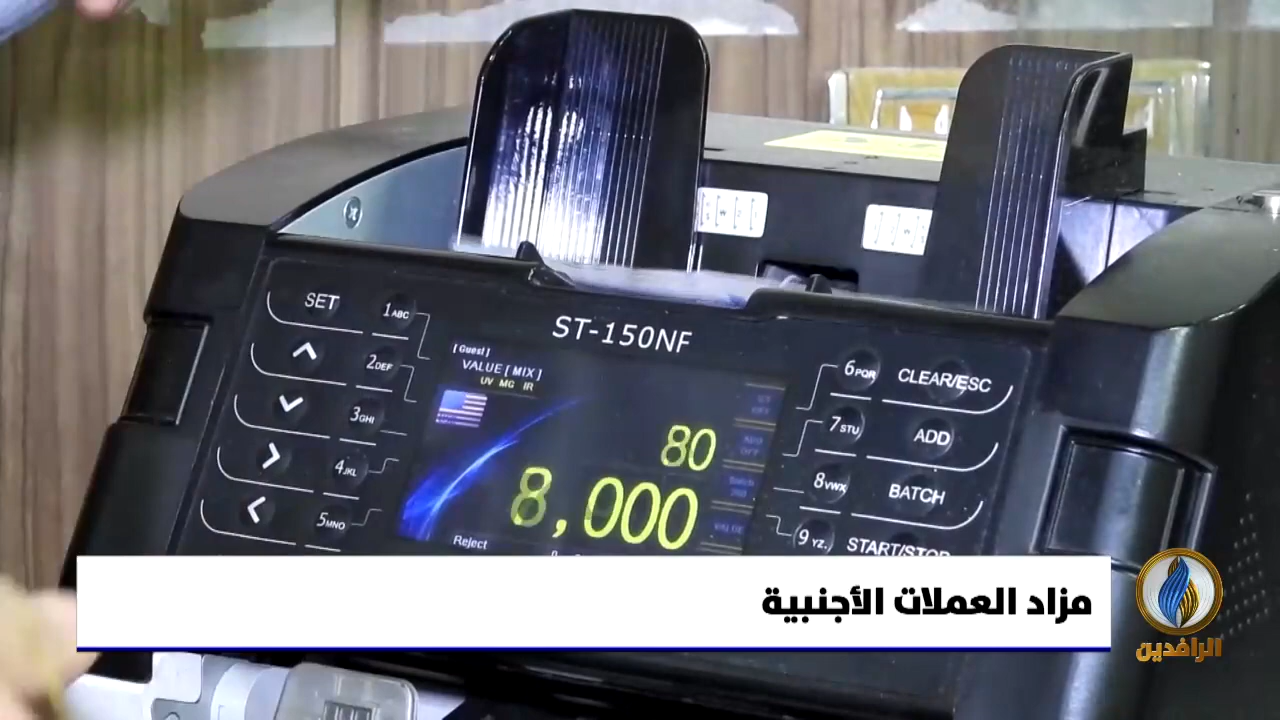 ST-150NF
SET
1ABC
2DEF
3GHI
4JKL
5MNO
[ Guest ]
VALUE [ MIX ]
UV MG IR
80
8,000
Reject
VALUE
6PQR
CLEAR/ESC
7STU
ADD
8VWX
BATCH
9YZ.
START/STOP
مزاد العملات الأجنبية
الرافدين